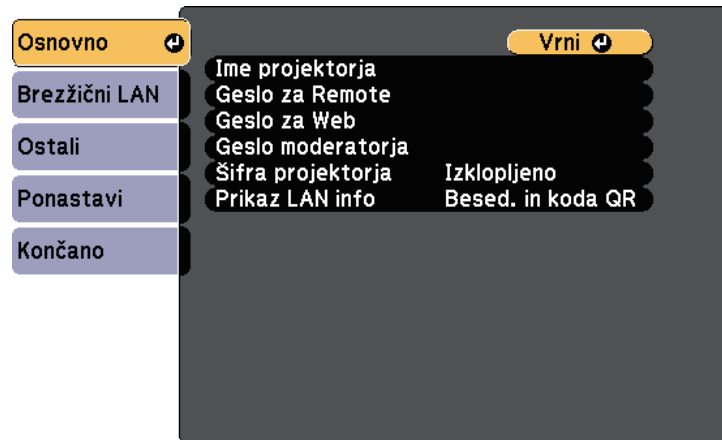 Osnovno
Brezžični LAN
Ostali
Ponastavi
Končano
Vrni
Ime projektorja
Geslo za Remote
Geslo za Web
Geslo moderatorja
Šifra projektorja Izklopljeno
Prikaz LAN info Besed. in koda QR